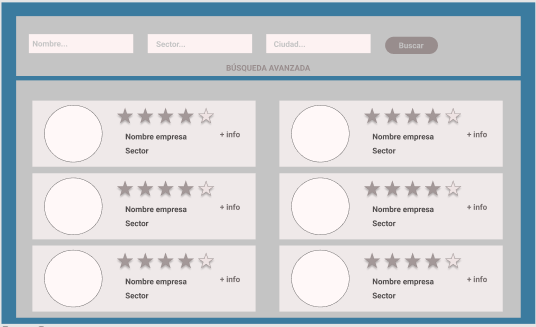 Nombre...
Sector...
Ciudad...
Buscar
BÚSQUEDA AVANZADA
Nombre empresa
+ info
Sector
Nombre empresa
+ info
Sector
Nombre empresa
+ info
Sector
Nombre empresa
+ info
Sector
Nombre empresa
+ info
Sector
Nombre empresa
+ info
Sector